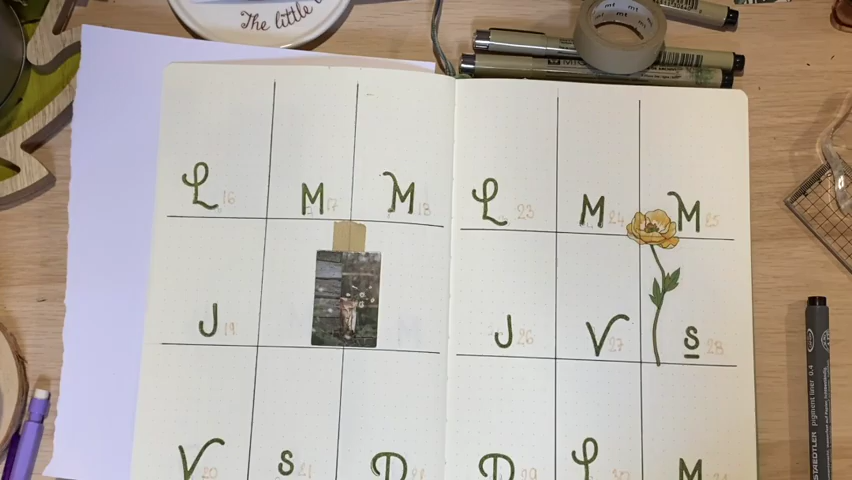 The little
mt
L 16 M 17 M 18
L 23 M 24 M 25
J 19
J 26 V 27 S 28
V 20 S 21 D
D L M
STAEDTLER pigment liner 0.4